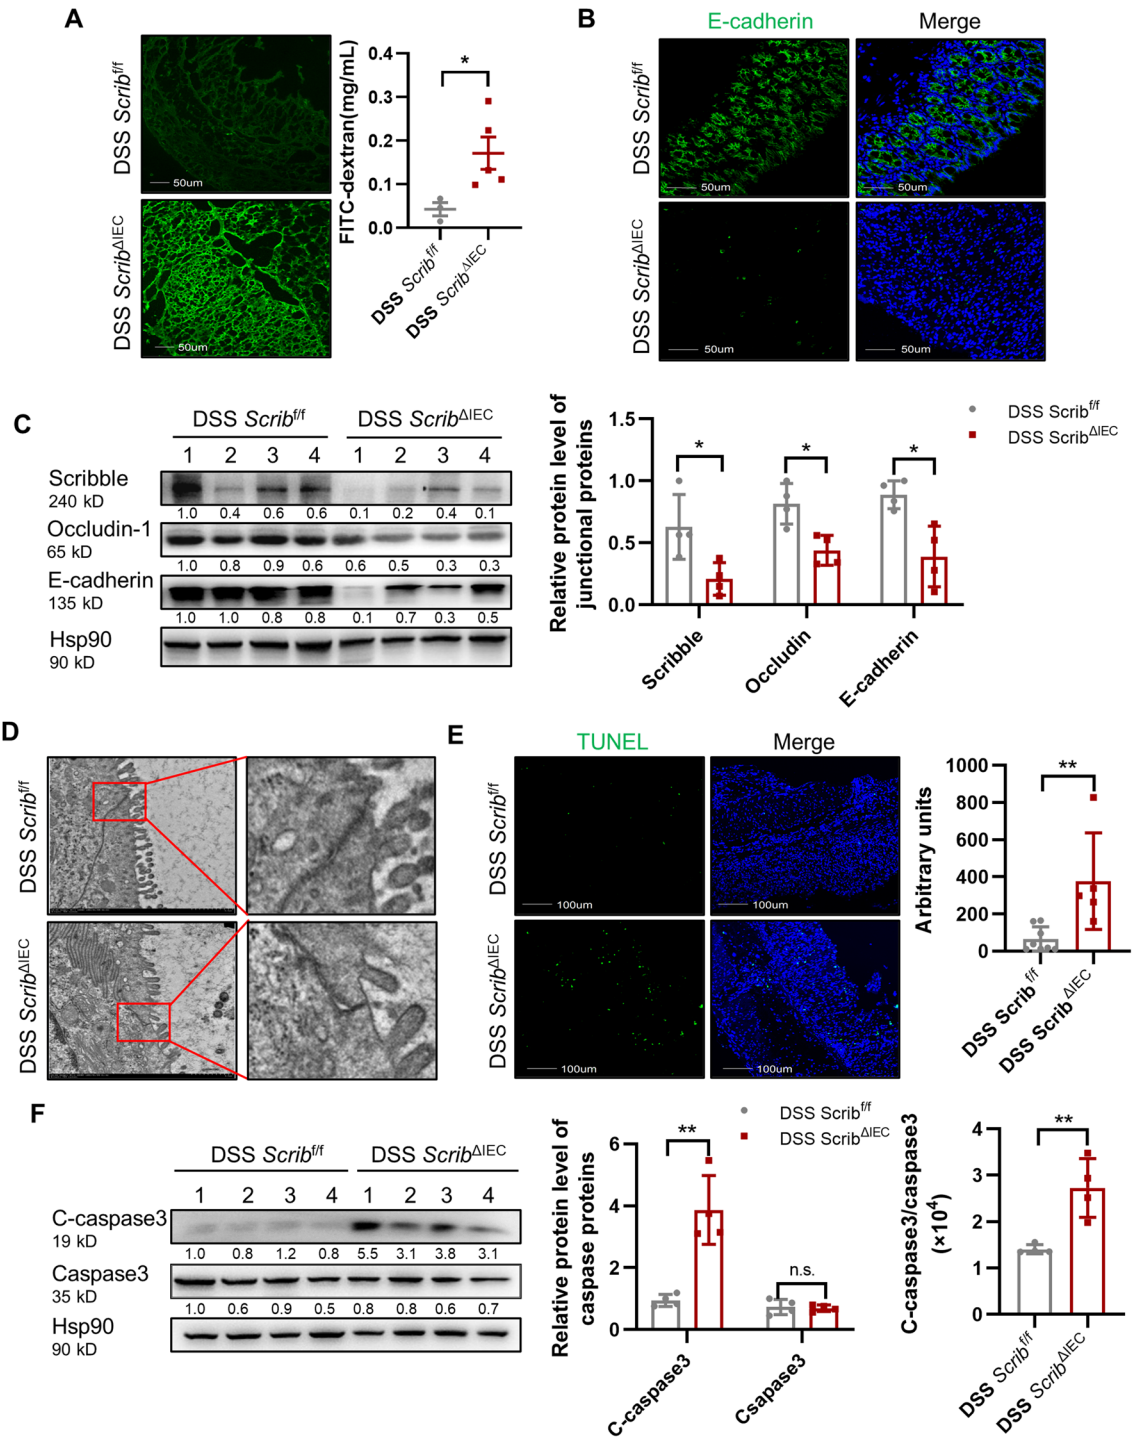 A
DSS Scribf/f
50um
DSS ScribΔIEC
50um
FITC-dextran(mg/mL)
0.4
0.3
0.2
0.1
0.0
*
DSS Scribf/f
DSS ScribΔIEC
B
E-cadherin
Merge
DSS Scribf/f
50um
50um
DSS ScribΔIEC
50um
50um
C
DSS Scribf/f
DSS ScribΔIEC
1 2 3 4 1 2 3 4
Scribble
240 kD
1.0 0.4 0.6 0.6 0.1 0.2 0.4 0.1
Occludin-1
65 kD
1.0 0.8 0.9 0.6 0.6 0.5 0.3 0.3
E-cadherin
135 kD
1.0 1.0 0.8 0.8 0.1 0.7 0.3 0.5
Hsp90
90 kD
Relative protein level of
junctional proteins
1.5
1.0
0.5
0.0
* * *
Scribble
Occludin
E-cadherin
DSS Scribf/f
DSS ScribΔIEC
D
DSS Scribf/f
DSS ScribΔIEC
E
TUNEL
Merge
DSS Scribf/f
100um
100um
DSS ScribΔIEC
100um
100um
Arbitrary units
1000
800
600
400
200
0
**
DSS Scribf/f
DSS ScribΔIEC
F
DSS Scribf/f
DSS ScribΔIEC
1 2 3 4 1 2 3 4
C-caspase3
19 kD
1.0 0.8 1.2 0.8 5.5 3.1 3.8 3.1
Caspase3
35 kD
1.0 0.6 0.9 0.5 0.8 0.8 0.6 0.7
Hsp90
90 kD
Relative protein level of
caspase proteins
6
4
2
0
**
n.s.
C-caspase3
Csapase3
DSS Scribf/f
DSS ScribΔIEC
C-caspase3/caspase3
(×10⁴)
4
3
2
1
0
**
DSS Scribf/f
DSS ScribΔIEC